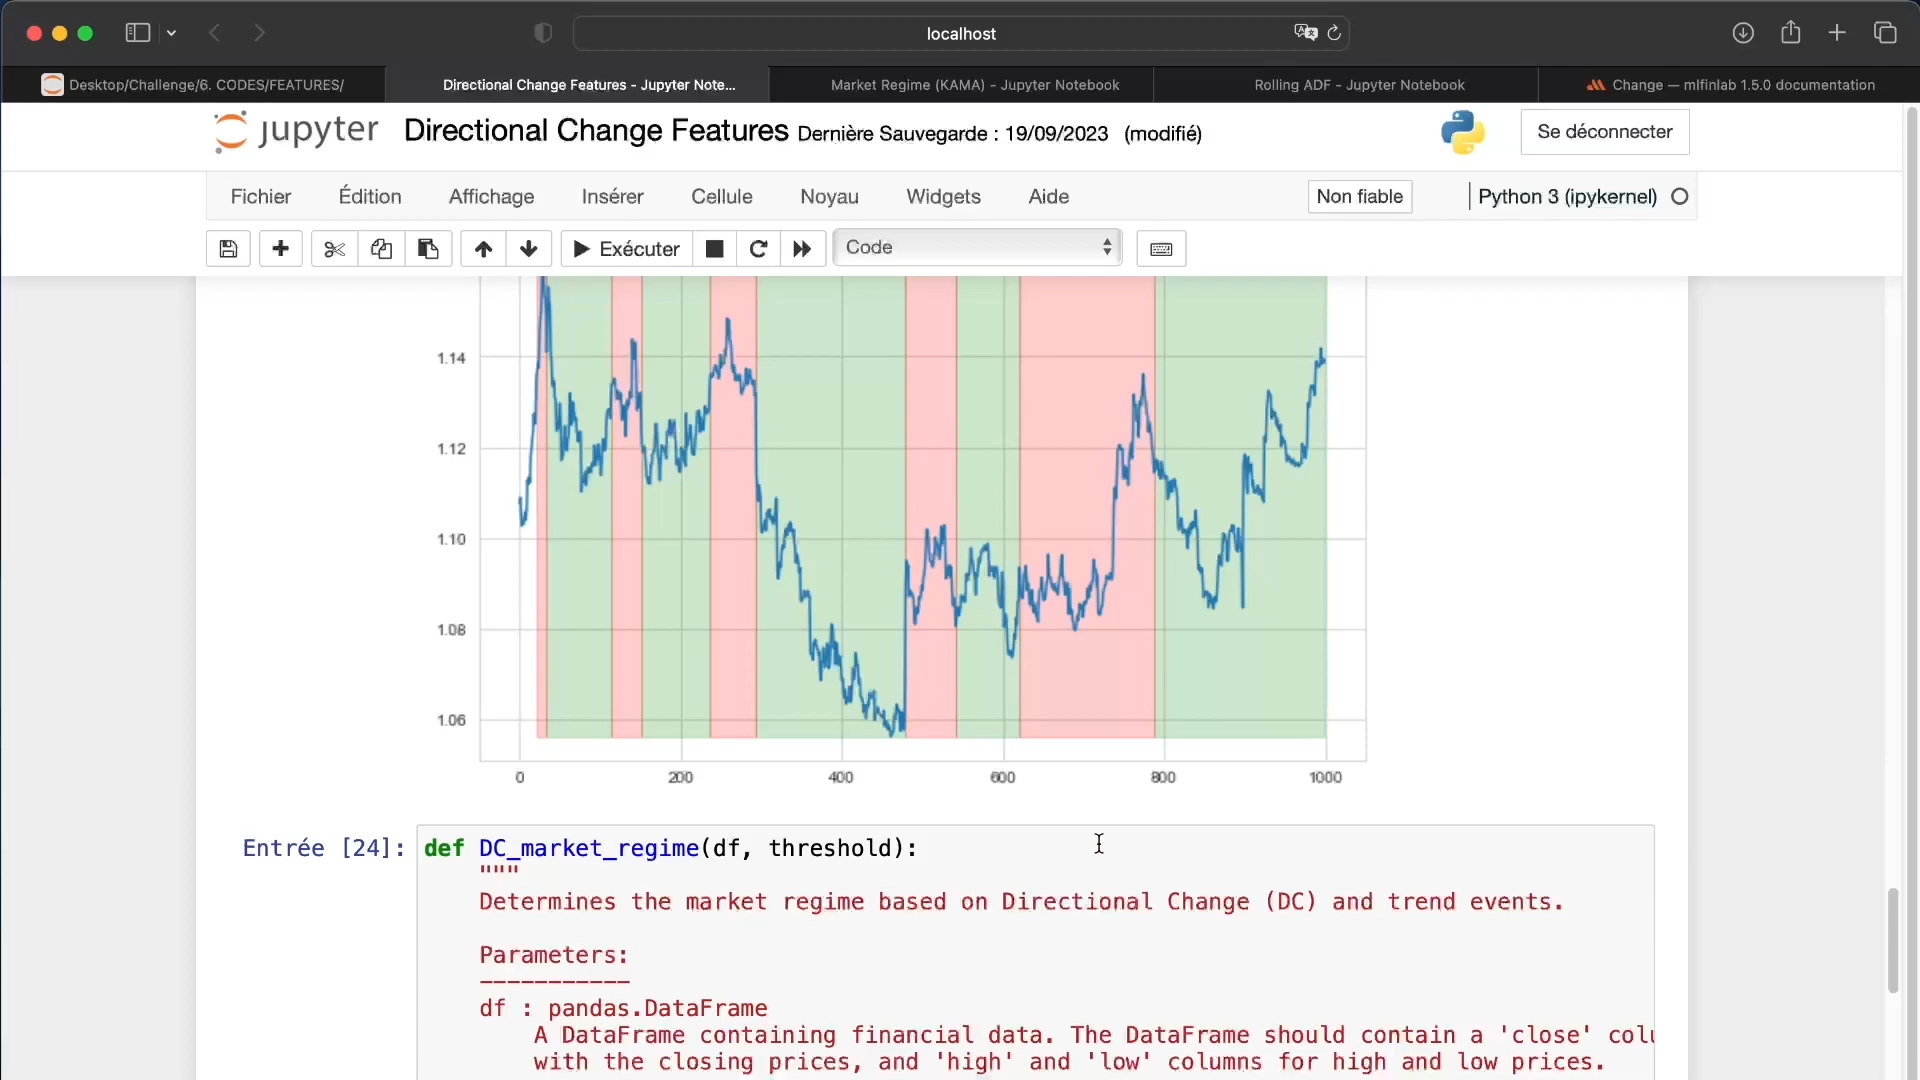 localhost
Desktop/Challenge/6. CODES/FEATURES/
Directional Change Features - Jupyter Note...
Market Regime (KAMA) - Jupyter Notebook
Rolling ADF - Jupyter Notebook
Change — mlfinlab 1.5.0 documentation
jupyter Directional Change Features Dernière Sauvegarde : 19/09/2023 (modifié)
Se déconnecter
Fichier Édition Affichage Insérer Cellule Noyau Widgets Aide
Non fiable
Python 3 (ipykernel)
Exécuter
Code
1.14
1.12
1.10
1.08
1.06
0 200 400 600 800 1000
Entrée [24]: def DC_market_regime(df, threshold):
"""
Determines the market regime based on Directional Change (DC) and trend events.
Parameters:
-----------
df : pandas.DataFrame
A DataFrame containing financial data. The DataFrame should contain a 'close' colu
with the closing prices, and 'high' and 'low' columns for high and low prices.